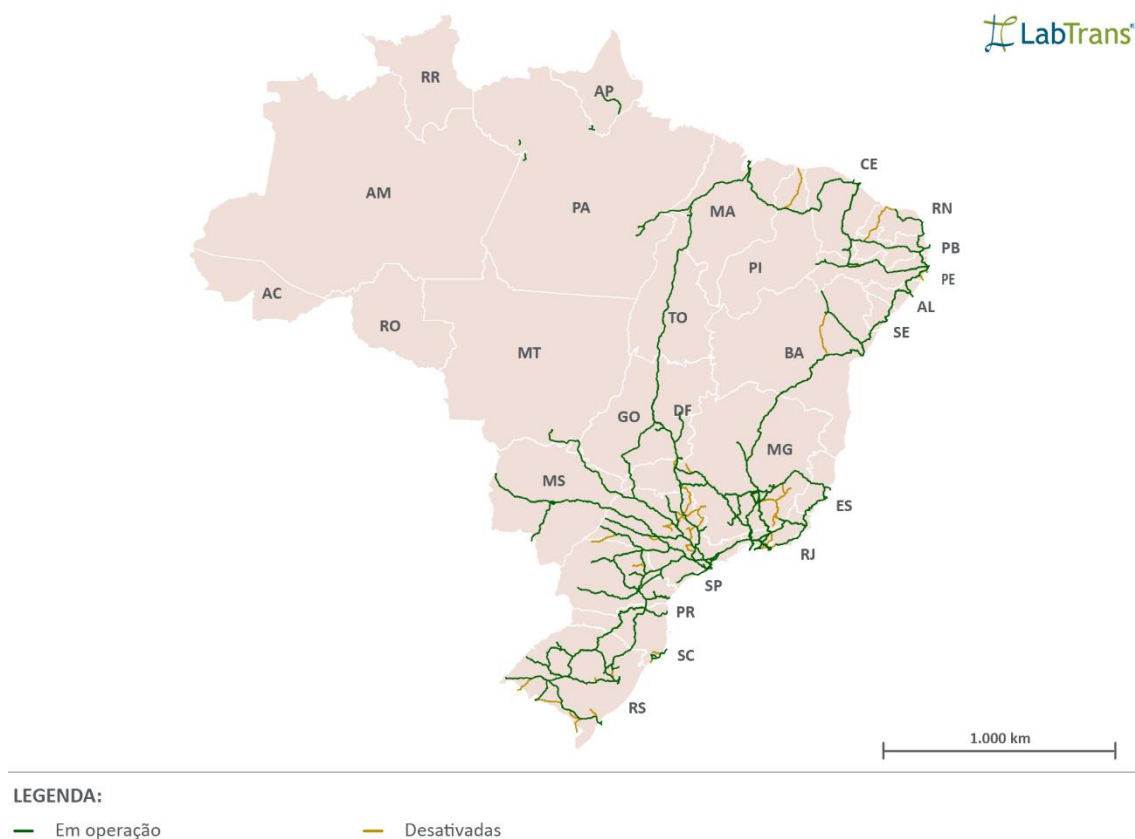 LabTrans
RR
AP
CE
AM
PA
MA
RN
PB
PI
PE
AC
AL
RO
TO
SE
MT
BA
GO
DF
MG
MS
ES
RJ
SP
PR
SC
RS
1.000 km
LEGENDA:
Em operação
Desativadas